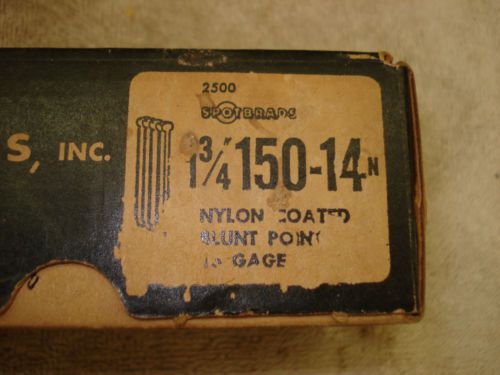 2500
SPOTBRADS
S, INC.
1 3/4 150-14 N
NYLON COATED
BLUNT POINT
GAGE